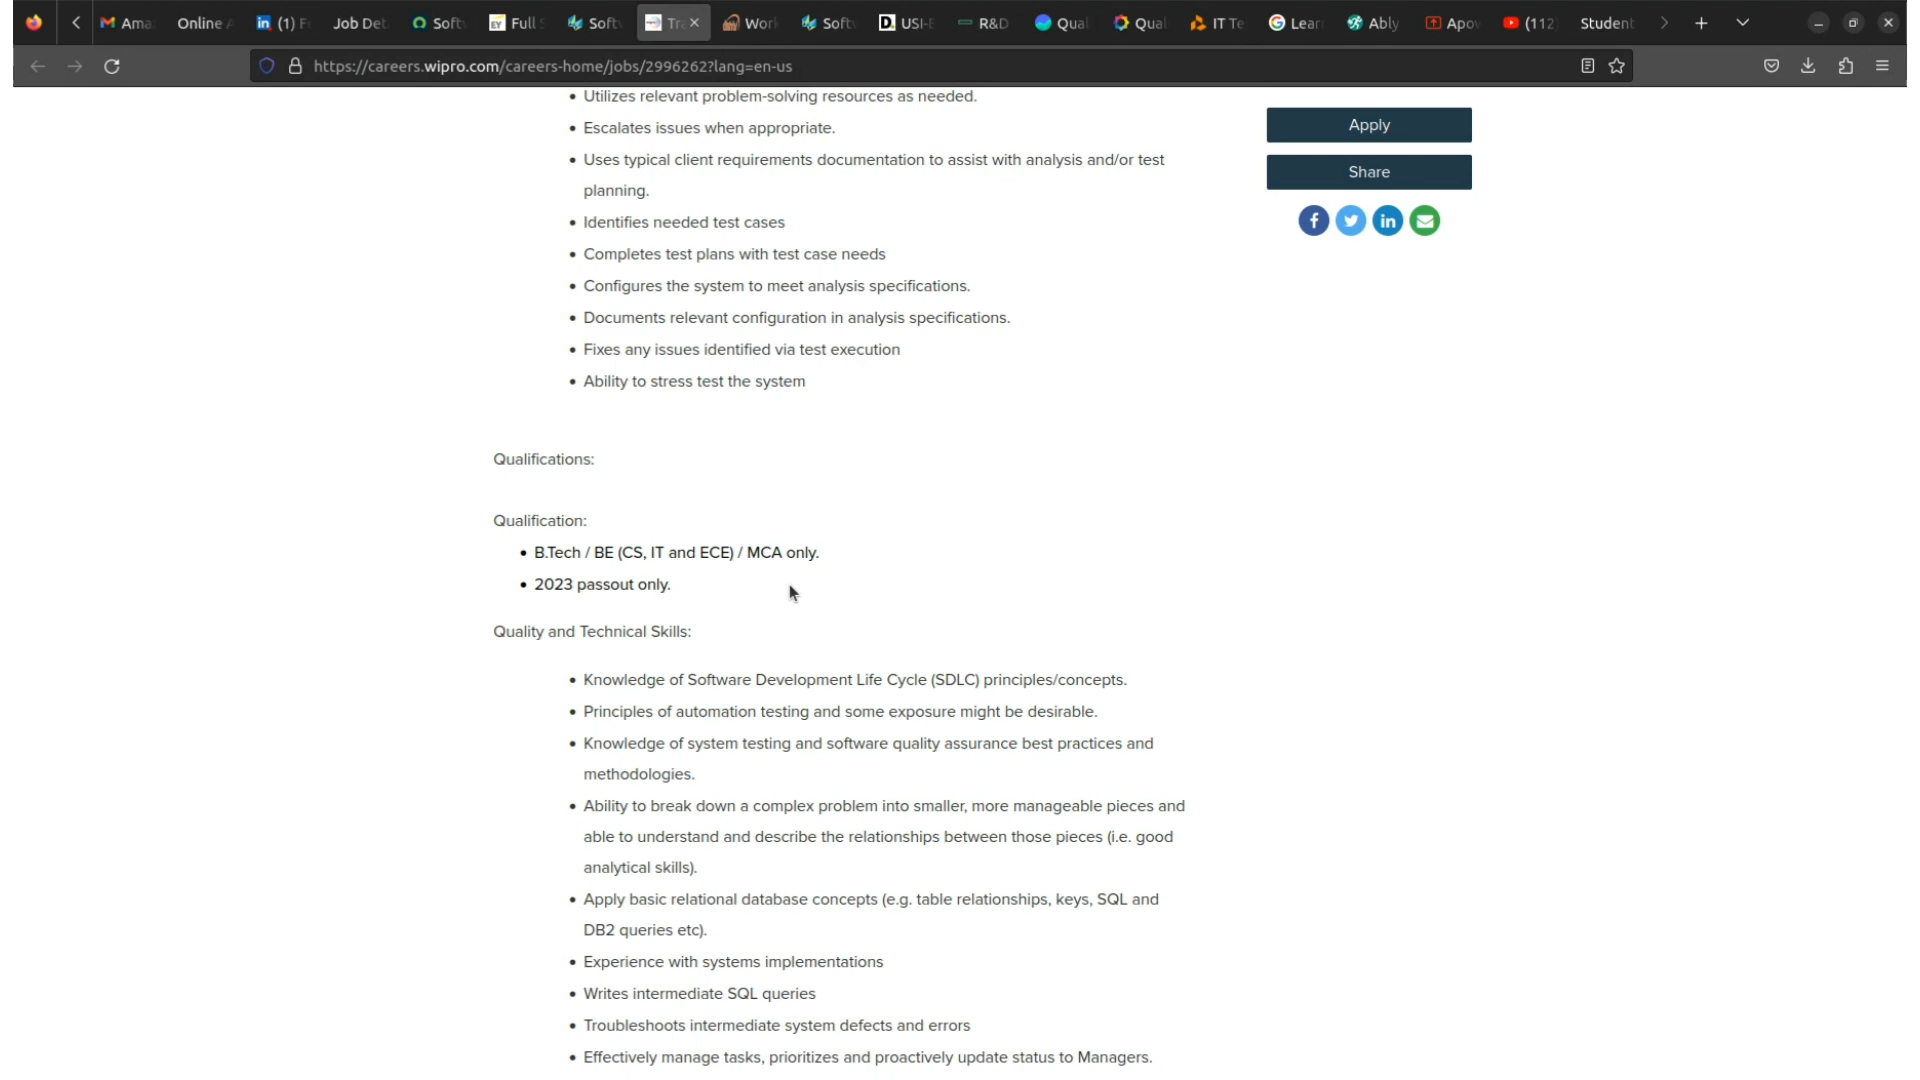 Ama
Online A
(1) F
Job Det
Soft
EY Full S
Soft
Tra
Work
Soft
D. USI-E
R&D
Qual
Qual
IT Te
Lear
Ably
Apov
(112
Student
https://careers.wipro.com/careers-home/jobs/2996262?lang=en-us
• Utilizes relevant problem-solving resources as needed.
• Escalates issues when appropriate.
• Uses typical client requirements documentation to assist with analysis and/or test
planning.
• Identifies needed test cases
• Completes test plans with test case needs
• Configures the system to meet analysis specifications.
• Documents relevant configuration in analysis specifications.
• Fixes any issues identified via test execution
• Ability to stress test the system
Apply
Share
Qualifications:
Qualification:
• B.Tech / BE (CS, IT and ECE) / MCA only.
• 2023 passout only.
Quality and Technical Skills:
• Knowledge of Software Development Life Cycle (SDLC) principles/concepts.
• Principles of automation testing and some exposure might be desirable.
• Knowledge of system testing and software quality assurance best practices and
methodologies.
• Ability to break down a complex problem into smaller, more manageable pieces and
able to understand and describe the relationships between those pieces (i.e. good
analytical skills).
• Apply basic relational database concepts (e.g. table relationships, keys, SQL and
DB2 queries etc).
• Experience with systems implementations
• Writes intermediate SQL queries
• Troubleshoots intermediate system defects and errors
• Effectively manage tasks, prioritizes and proactively update status to Managers.